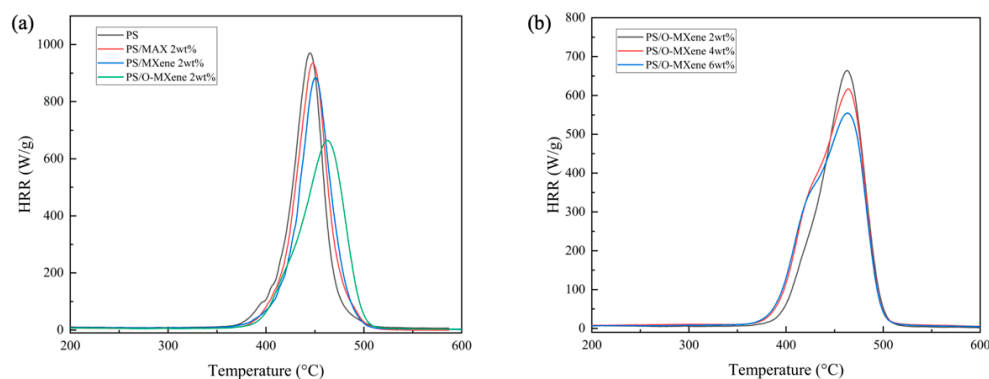 (a)
PS
PS/MAX 2wt%
PS/MXene 2wt%
PS/O-MXene 2wt%
1000
800
600
400
200
0
HRR (W/g)
200
300
400
500
600
Temperature (°C)
(b)
PS/O-MXene 2wt%
PS/O-MXene 4wt%
PS/O-MXene 6wt%
800
700
600
500
400
300
200
100
0
HRR (W/g)
200
300
400
500
600
Temperature (°C)